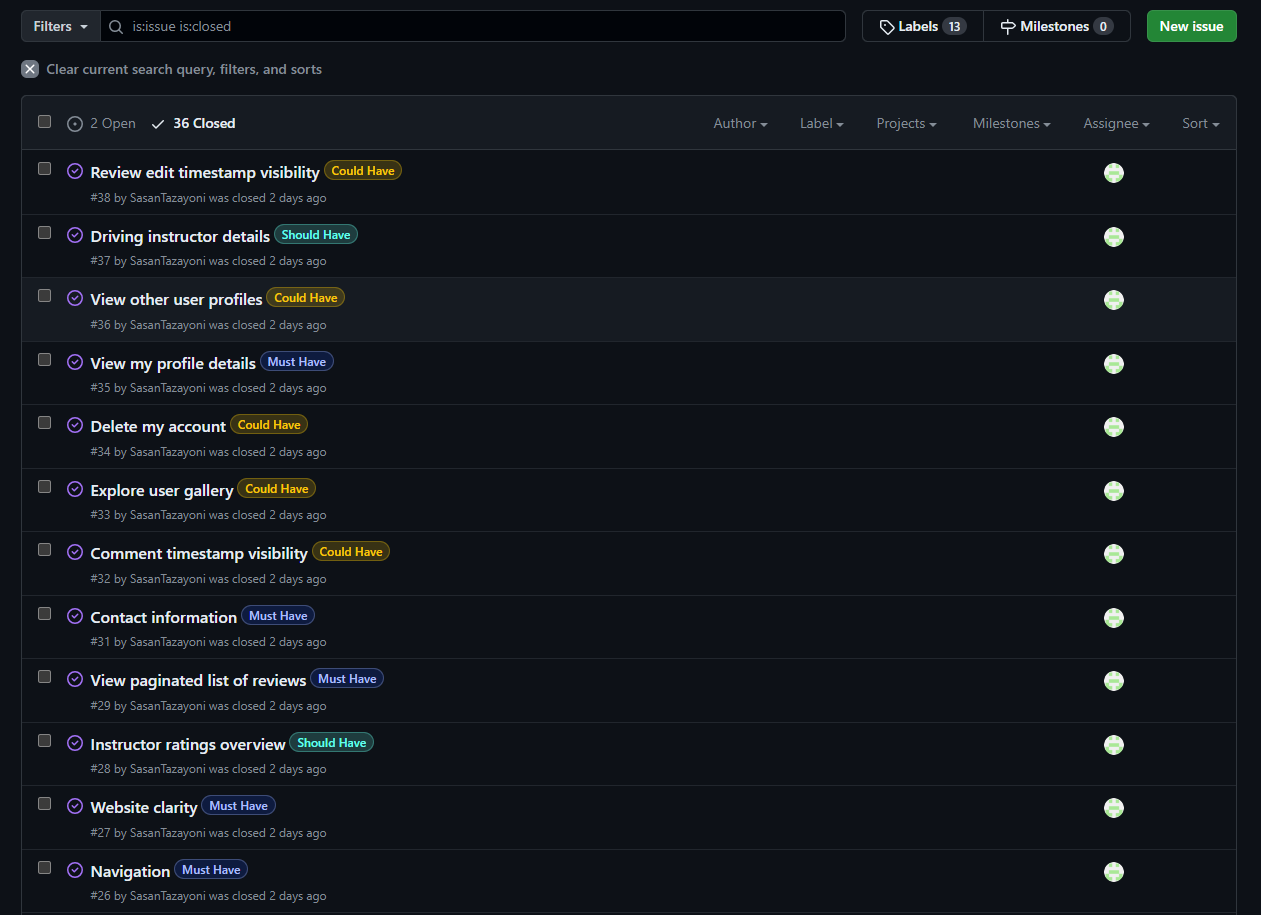 Filters is:issue is:closed Labels 13 Milestones 0 New issue
Clear current search query, filters, and sorts
2 Open 36 Closed Author Label Projects Milestones Assignee Sort
Review edit timestamp visibility Could Have
#38 by SasanTazayoni was closed 2 days ago
Driving instructor details Should Have
#37 by SasanTazayoni was closed 2 days ago
View other user profiles Could Have
#36 by SasanTazayoni was closed 2 days ago
View my profile details Must Have
#35 by SasanTazayoni was closed 2 days ago
Delete my account Could Have
#34 by SasanTazayoni was closed 2 days ago
Explore user gallery Could Have
#33 by SasanTazayoni was closed 2 days ago
Comment timestamp visibility Could Have
#32 by SasanTazayoni was closed 2 days ago
Contact information Must Have
#31 by SasanTazayoni was closed 2 days ago
View paginated list of reviews Must Have
#29 by SasanTazayoni was closed 2 days ago
Instructor ratings overview Should Have
#28 by SasanTazayoni was closed 2 days ago
Website clarity Must Have
#27 by SasanTazayoni was closed 2 days ago
Navigation Must Have
#26 by SasanTazayoni was closed 2 days ago